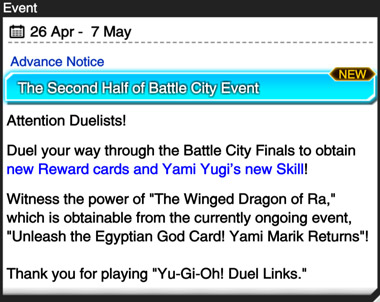 Event
26 Apr - 7 May
Advance Notice
NEW
The Second Half of Battle City Event
Attention Duelists!
Duel your way through the Battle City Finals to obtain
new Reward cards and Yami Yugi's new Skill!
Witness the power of "The Winged Dragon of Ra,"
which is obtainable from the currently ongoing event,
"Unleash the Egyptian God Card! Yami Marik Returns"!
Thank you for playing "Yu-Gi-Oh! Duel Links."